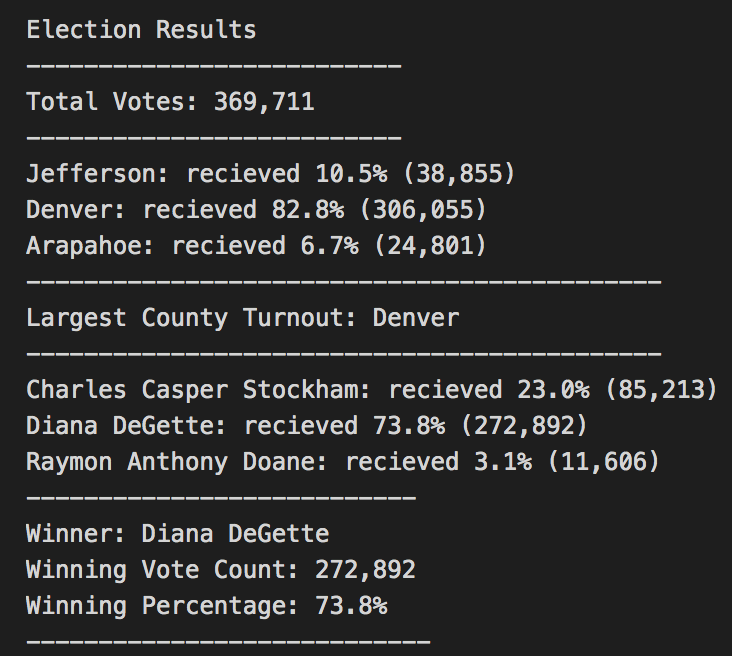 Election Results
--------------------------
Total Votes: 369,711
--------------------------
Jefferson: recieved 10.5% (38,855)
Denver: recieved 82.8% (306,055)
Arapahoe: recieved 6.7% (24,801)
--------------------------------------------
Largest County Turnout: Denver
--------------------------------------------
Charles Casper Stockham: recieved 23.0% (85,213)
Diana DeGette: recieved 73.8% (272,892)
Raymon Anthony Doane: recieved 3.1% (11,606)
---------------------------
Winner: Diana DeGette
Winning Vote Count: 272,892
Winning Percentage: 73.8%
----------------------------